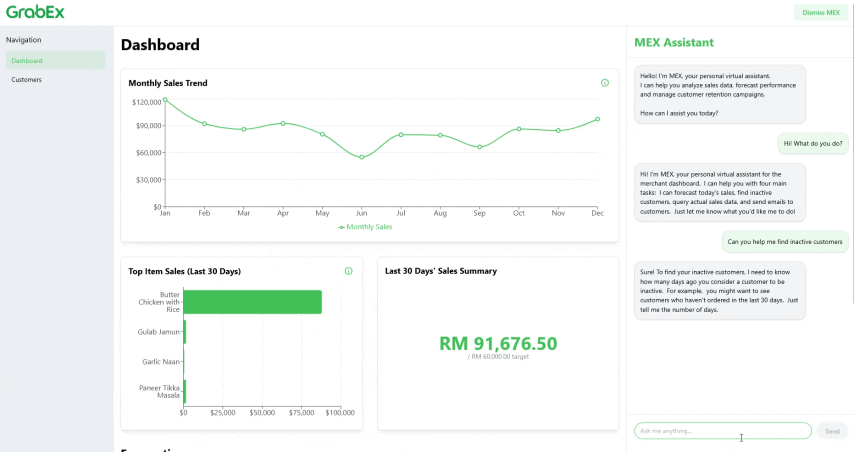 GrabEx
Dismiss MEX
Navigation
Dashboard
Customers
Dashboard
Monthly Sales Trend
$120,000
$90,000
$60,000
$30,000
$0
Jan Feb Mar Apr May Jun Jul Aug Sep Oct Nov Dec
Monthly Sales
Top Item Sales (Last 30 Days)
Butter
Chicken with
Rice
Gulab Jamun
Garlic Naan
Paneer Tikka
Masala
$0 $25,000 $50,000 $75,000 $100,000
Last 30 Days' Sales Summary
RM 91,676.50
/ RM 60,000.00 target
MEX Assistant
Hello! I'm MEX, your personal virtual assistant.
I can help you analyze sales data, forecast performance
and manage customer retention campaigns.
How can I assist you today?
Hi! What do you do?
Hi! I'm MEX, your personal virtual assistant for the
merchant dashboard. I can help you with four main
tasks: I can forecast today's sales, find inactive
customers, query actual sales data, and send emails to
customers. Just let me know what you'd like me to do!
Can you help me find inactive customers
Sure! To find your inactive customers, I need to know
how many days ago you consider a customer to be
inactive. For example, you might want to see
customers who haven't ordered in the last 30 days. Just
tell me the number of days.
Ask me anything...
Send